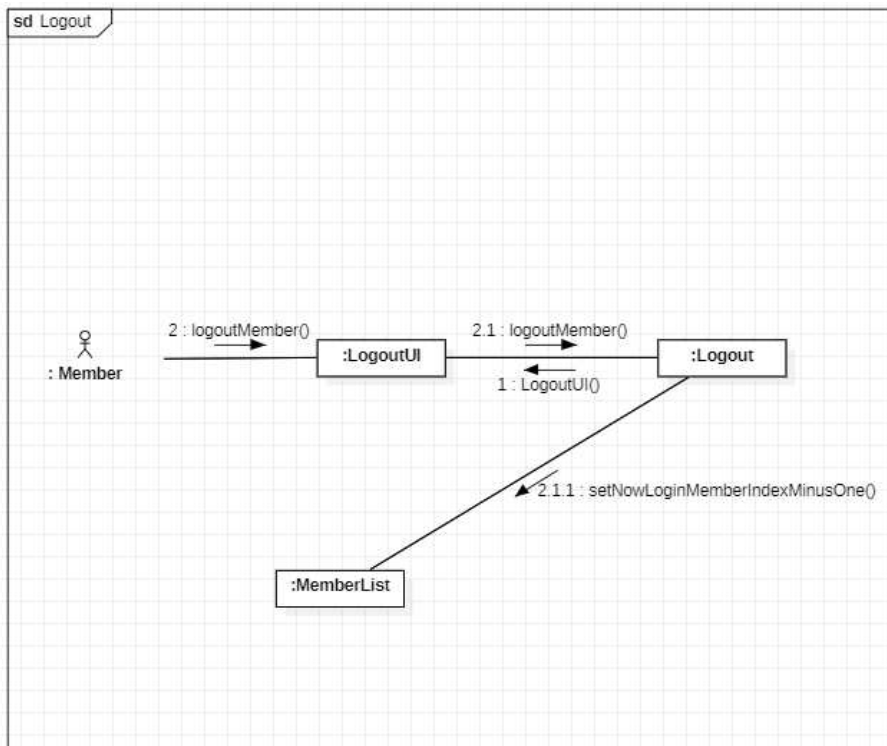 sd Logout
2 : logoutMember()
2.1 : logoutMember()
: Member
:LogoutUI
:Logout
1 : LogoutUI()
2.1.1 : setNowLoginMemberIndexMinusOne()
:MemberList